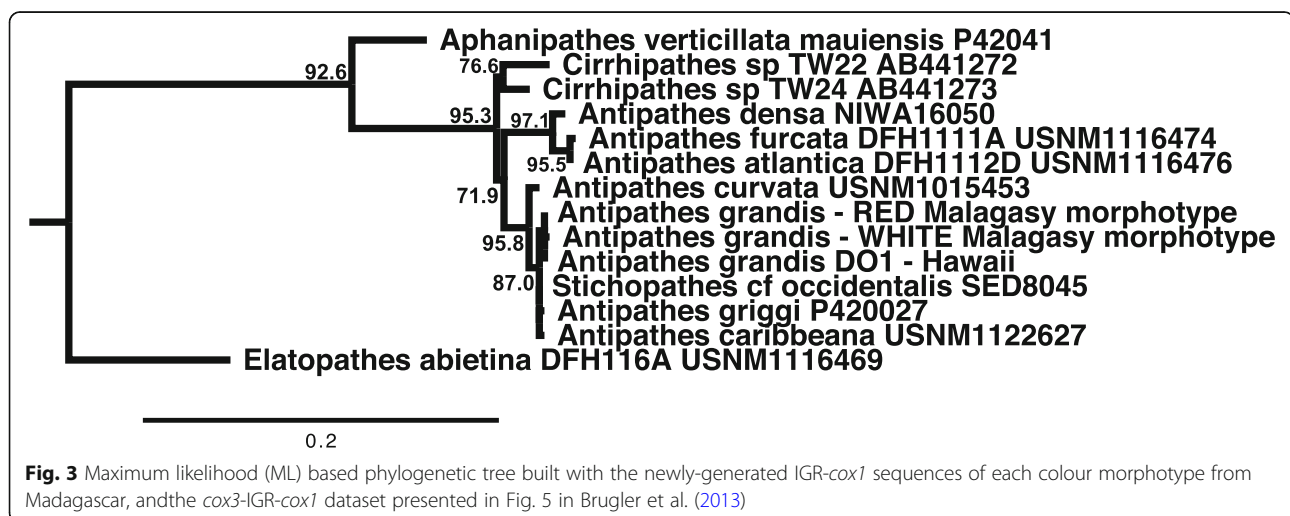 Aphanipathes verticillata mauiensis P42041
92.6
76.6
Cirrhipathes sp TW22 AB441272
Cirrhipathes sp TW24 AB441273
95.3
97.1
Antipathes densa NIWA16050
Antipathes furcata DFH1111A USNM1116474
95.5
Antipathes atlantica DFH1112D USNM1116476
71.9
Antipathes curvata USNM1015453
Antipathes grandis - RED Malagasy morphotype
95.8
Antipathes grandis - WHITE Malagasy morphotype
Antipathes grandis DO1 - Hawaii
87.0
Stichopathes cf occidentalis SED8045
Antipathes griggi P420027
Antipathes caribbeana USNM1122627
Elatopathes abietina DFH116A USNM1116469
0.2
Fig. 3 Maximum likelihood (ML) based phylogenetic tree built with the newly-generated IGR-cox1 sequences of each colour morphotype from
Madagascar, andthe cox3-IGR-cox1 dataset presented in Fig. 5 in Brugler et al. (2013)